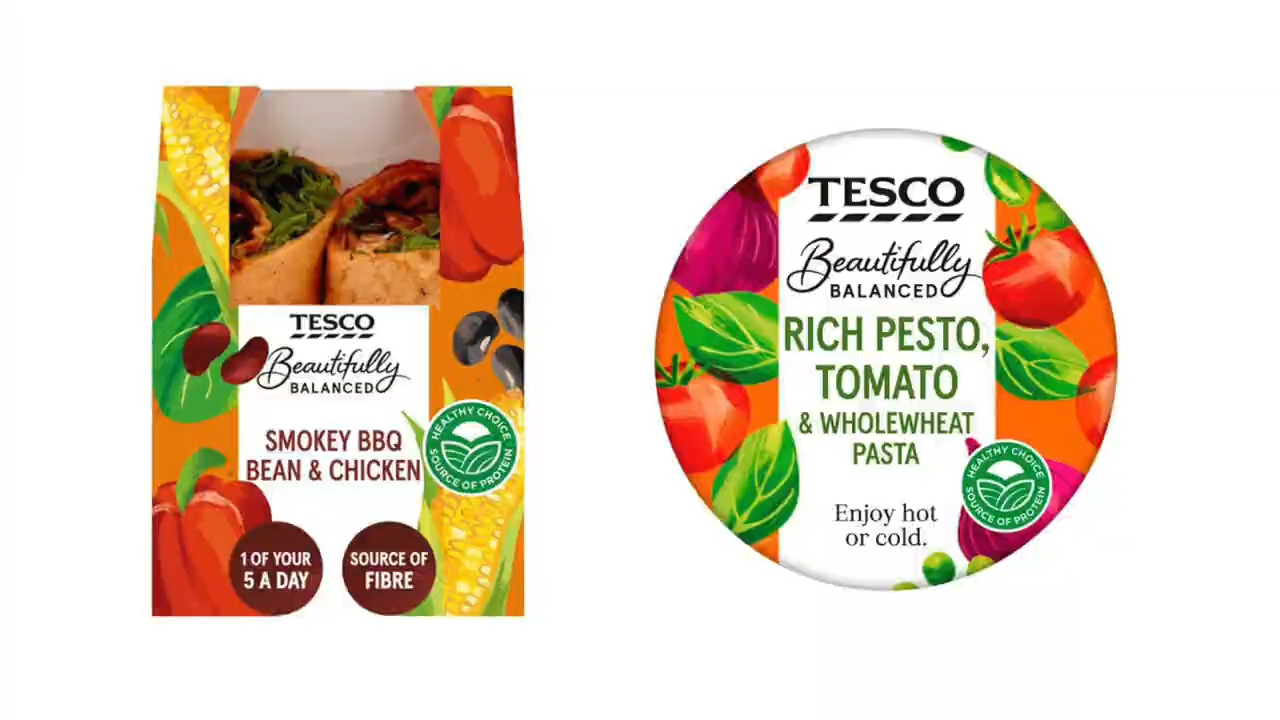 TESCO
Beautifully
BALANCED
SMOKEY BBQ
BEAN & CHICKEN
HEALTHY CHOICE
SOURCE OF PROTEIN
1 OF YOUR
5 A DAY
SOURCE OF
FIBRE
TESCO
Beautifully
BALANCED
RICH PESTO,
TOMATO
& WHOLEWHEAT
PASTA
HEALTHY CHOICE
SOURCE OF PROTEIN
Enjoy hot
or cold.